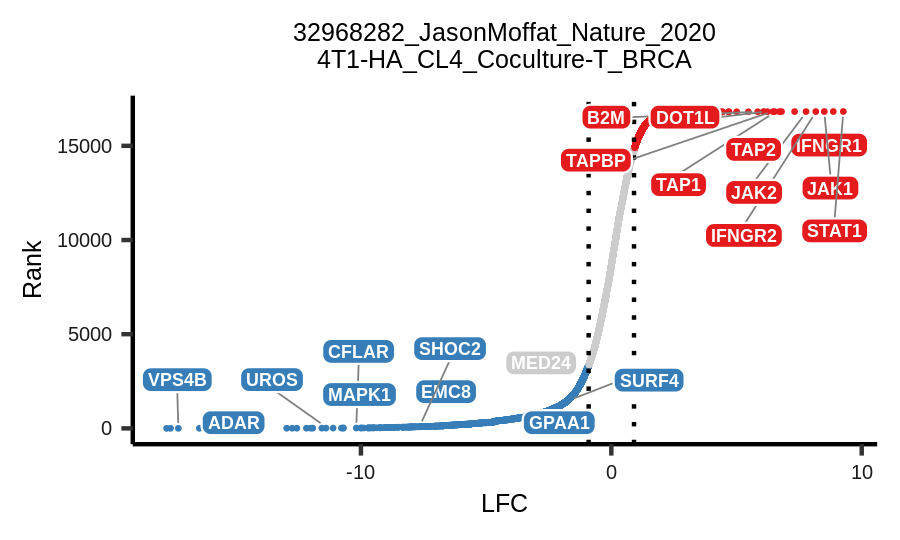 32968282_JasonMoffat_Nature_2020
4T1-HA_CL4_Coculture-T_BRCA
Rank
15000
10000
5000
0
B2M
DOT1L
TAPBP
TAP2
IFNGR1
TAP1
JAK2
JAK1
IFNGR2
STAT1
CFLAR
SHOC2
MED24
VPS4B
UROS
MAPK1
EMC8
SURF4
ADAR
GPAA1
-10
0
10
LFC